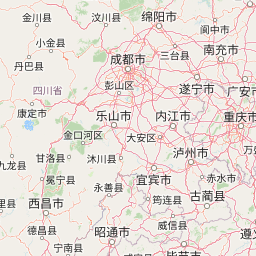 金川县
汶川县
绵阳市
阆中市
小金县
三台县
南充市
成都市
丹巴县
彭山区
遂宁市
广安市
四川省
康定市
乐山市
内江市
重庆市
金口河区
大安区
甘洛县
沐川县
泸州市
九龙县
冕宁县
永善县
宜宾市
赤水市
西昌市
筠连县
古蔺县
德昌县
昭通市
威信县
宁南县